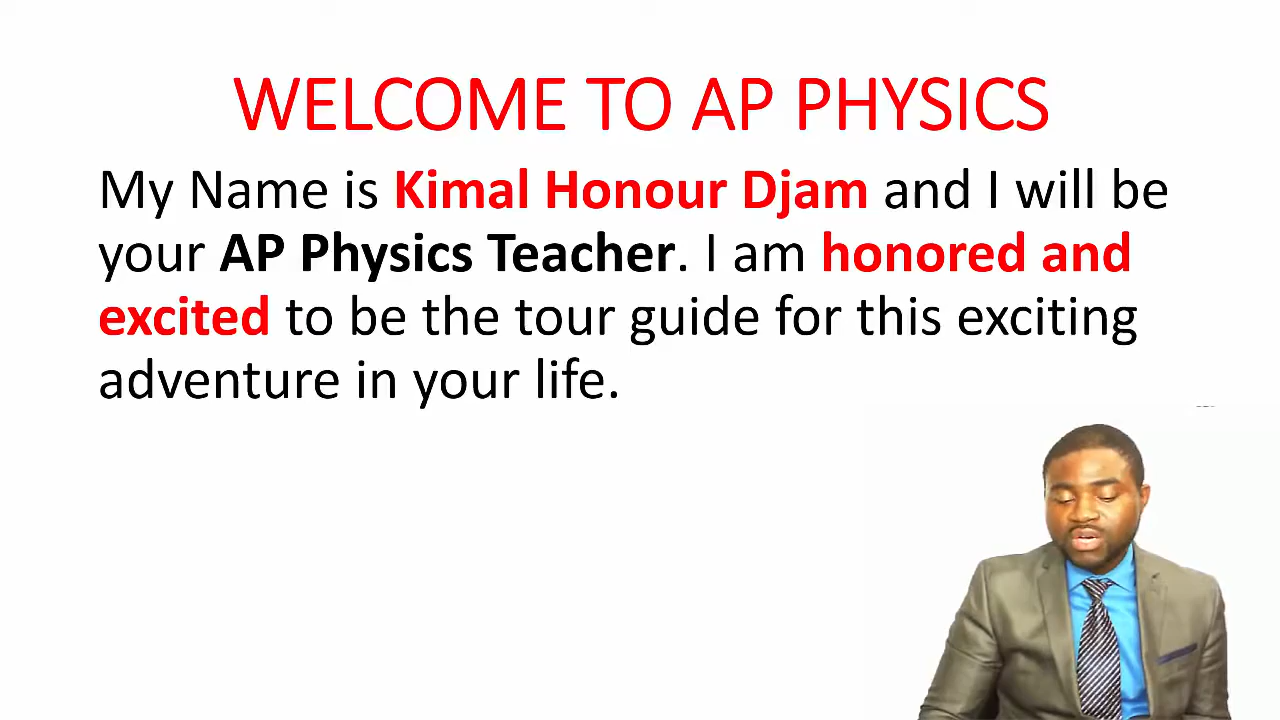 WELCOME TO AP PHYSICS
My Name is Kimal Honour Djam and I will be
your AP Physics Teacher. I am honored and
excited to be the tour guide for this exciting
adventure in your life.